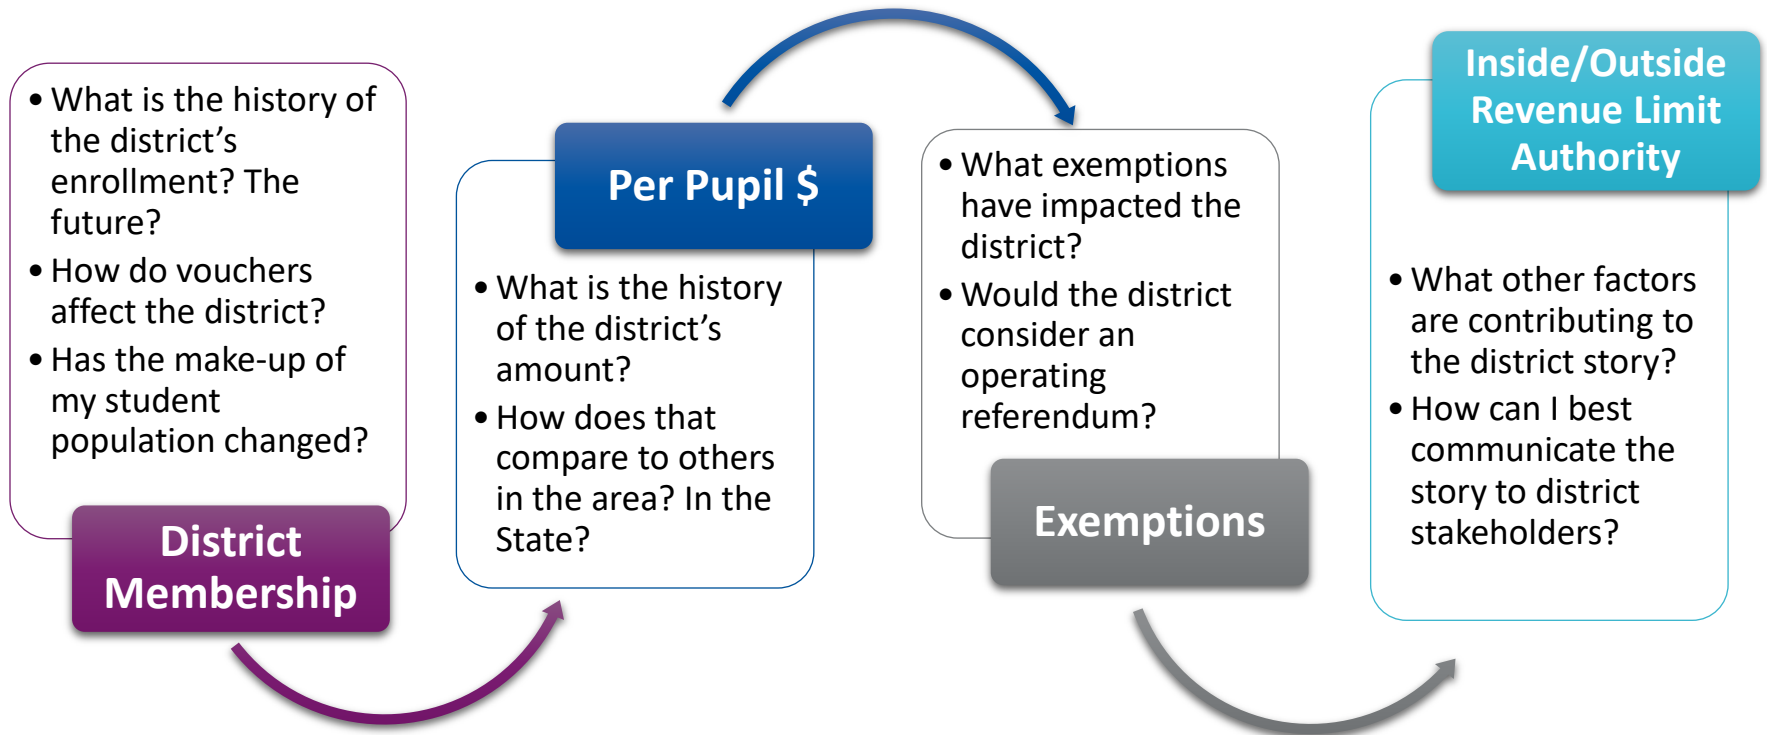 • What is the history of
the district’s
enrollment? The
future?
• How do vouchers
affect the district?
• Has the make-up of
my student
population changed?
District
Membership
Per Pupil $
• What is the history
of the district’s
amount?
• How does that
compare to others
in the area? In the
State?
• What exemptions
have impacted the
district?
• Would the district
consider an
operating
referendum?
Exemptions
Inside/Outside
Revenue Limit
Authority
• What other factors
are contributing to
the district story?
• How can I best
communicate the
story to district
stakeholders?